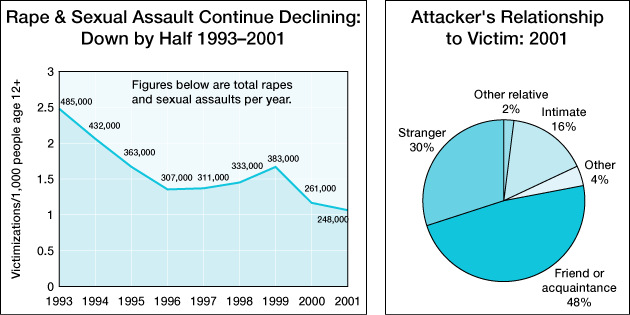 Rape & Sexual Assault Continue Declining:
Down by Half 1993–2001
Figures below are total rapes
and sexual assaults per year.
Victimizations/1,000 people age 12+
3
2.5
2
1.5
1
0.5
0
485,000
432,000
363,000
307,000
311,000
333,000
383,000
261,000
248,000
1993
1994
1995
1996
1997
1998
1999
2000
2001
Attacker's Relationship
to Victim: 2001
Other relative
2%
Intimate
16%
Other
4%
Friend or
acquaintance
48%
Stranger
30%